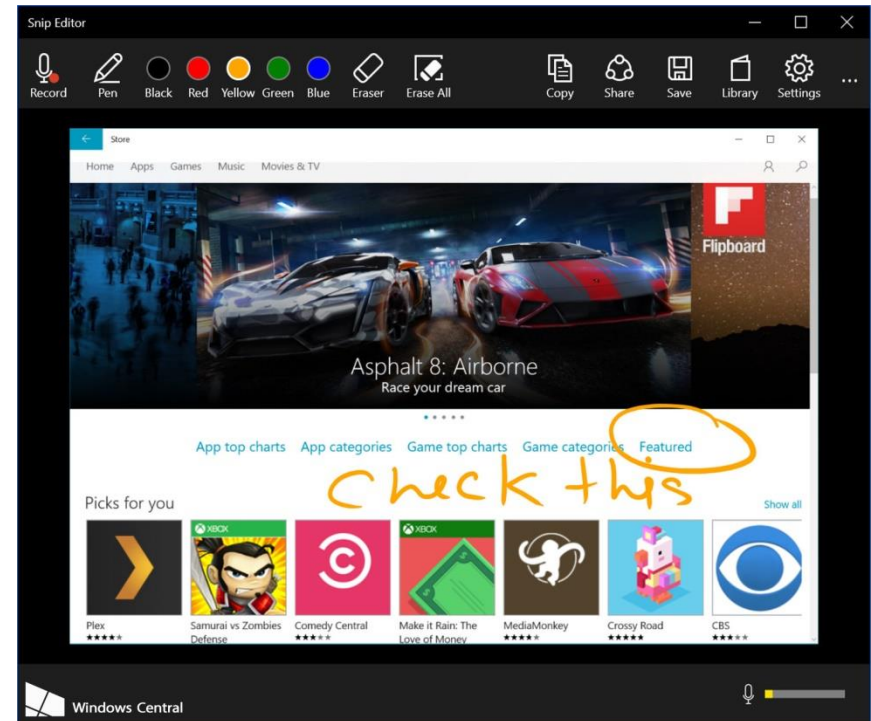 Snip Editor
Record Pen Black Red Yellow Green Blue Eraser Erase All Copy Share Save Library Settings ...
Store
Home Apps Games Music Movies & TV
Flipboard
Asphalt 8: Airborne
Race your dream car
App top charts App categories Game top charts Game categories Featured
check this
Picks for you Show all
XBOX XBOX
Plex Samurai vs Zombies Comedy Central Make it Rain: The MediaMonkey Crossy Road CBS
Defense Love of Money
Windows Central